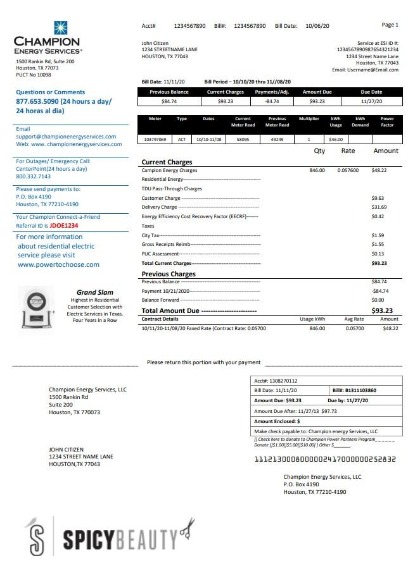 Acct# 1234567890 Bill#: 1234567890 Bill Date: 10/06/20 Page 1
CHAMPION
ENERGY SERVICES®
1500 Rankin Rd, Suite 200
Houston, TX 77073
PUCT No 10098
John Citizen
1234 STREETNAME LANE
HOUSTON, TX 77043
Service at ESI ID #:
1234 Street Name Lane
Houston, TX 77043
Email: Username@Email.com
Bill Date: 11/11/20 Bill Period – 10/10/20 thru 11//08/20
Previous Balance Current Charges Payments/Adj. Amount Due Due Date
$84.74 $93.23 -84.74 $93.23 11/27/20
Questions or Comments
877.653.5090 (24 hours a day/
24 horas al dia)
Email
support@championenergyservices.com
Web: www. championenergyservices.com
For Outages/ Emergency Call:
CenterPoint(24 hours a day)
800.332.7143
Please send payments to:
P.O. Box 4190
Houston, TX 77210-4190
Your Champion Connect-a-Friend
Referral ID is JDOE1234
For more information
about residential electric
service please visit
www.powertochoose.com
Grand Slam
Highest in Residential
Customer Selection with
Electric Services in Texas,
Four Years in a Row
Meter Type Dates Current Meter Read Previous Meter Read Multiplier kWh Usage kWh Demand Power Factor
ACT 10/10-11/08 1 846.00
Qty Rate Amount
Current Charges
Campion Energy Charges 846.00 0.057000 $48.22
Residential Energy
TDU Pass-Through Charges
Customer Charge $9.63
Delivery Charge $31.69
Energy Efficiency Cost Recovery Factor (EECRF) $0.42
Taxes
City Tax $1.59
Gross Receipts Reimb $1.55
PUC Assessment $0.13
Total Current Charges $93.23
Previous Charges
Previous Balance $84.74
Payment 10/21/2020 -$84.74
Balance Forward $0.00
Total Amount Due $93.23
Contract Details Usage kWh Avg Rate Amount
10/11/20-11/08/20 Fixed Rate (Contract Rate: 0.05700 846.00 0.05700 $48.22
Please return this portion with your payment
Champion Energy Services, LLC
1500 Rankin Rd
Suite 200
Houston, TX 770073
Acct#: 1108270112
Bill Date: 11/11/20 Bill#: B1311103860
Amount Due: $93.23 Due by: 11/27/20
Amount Due After: 11/27/13 $97.73
Amount Enclosed: $
Make check payable to: Champion energy Services, LLC
[] Check here to donate to Champion Power Partners Program
Donate []$1.00[]$5.00[]$10.00[] Other $
JOHN CITIZEN
1234 STREET NAME LANE
HOUSTON,TX 77043
Champion Energy Services, LLC
P.O. Box 4190
Houston, TX 77210-4190
S SPICYBEAUTY